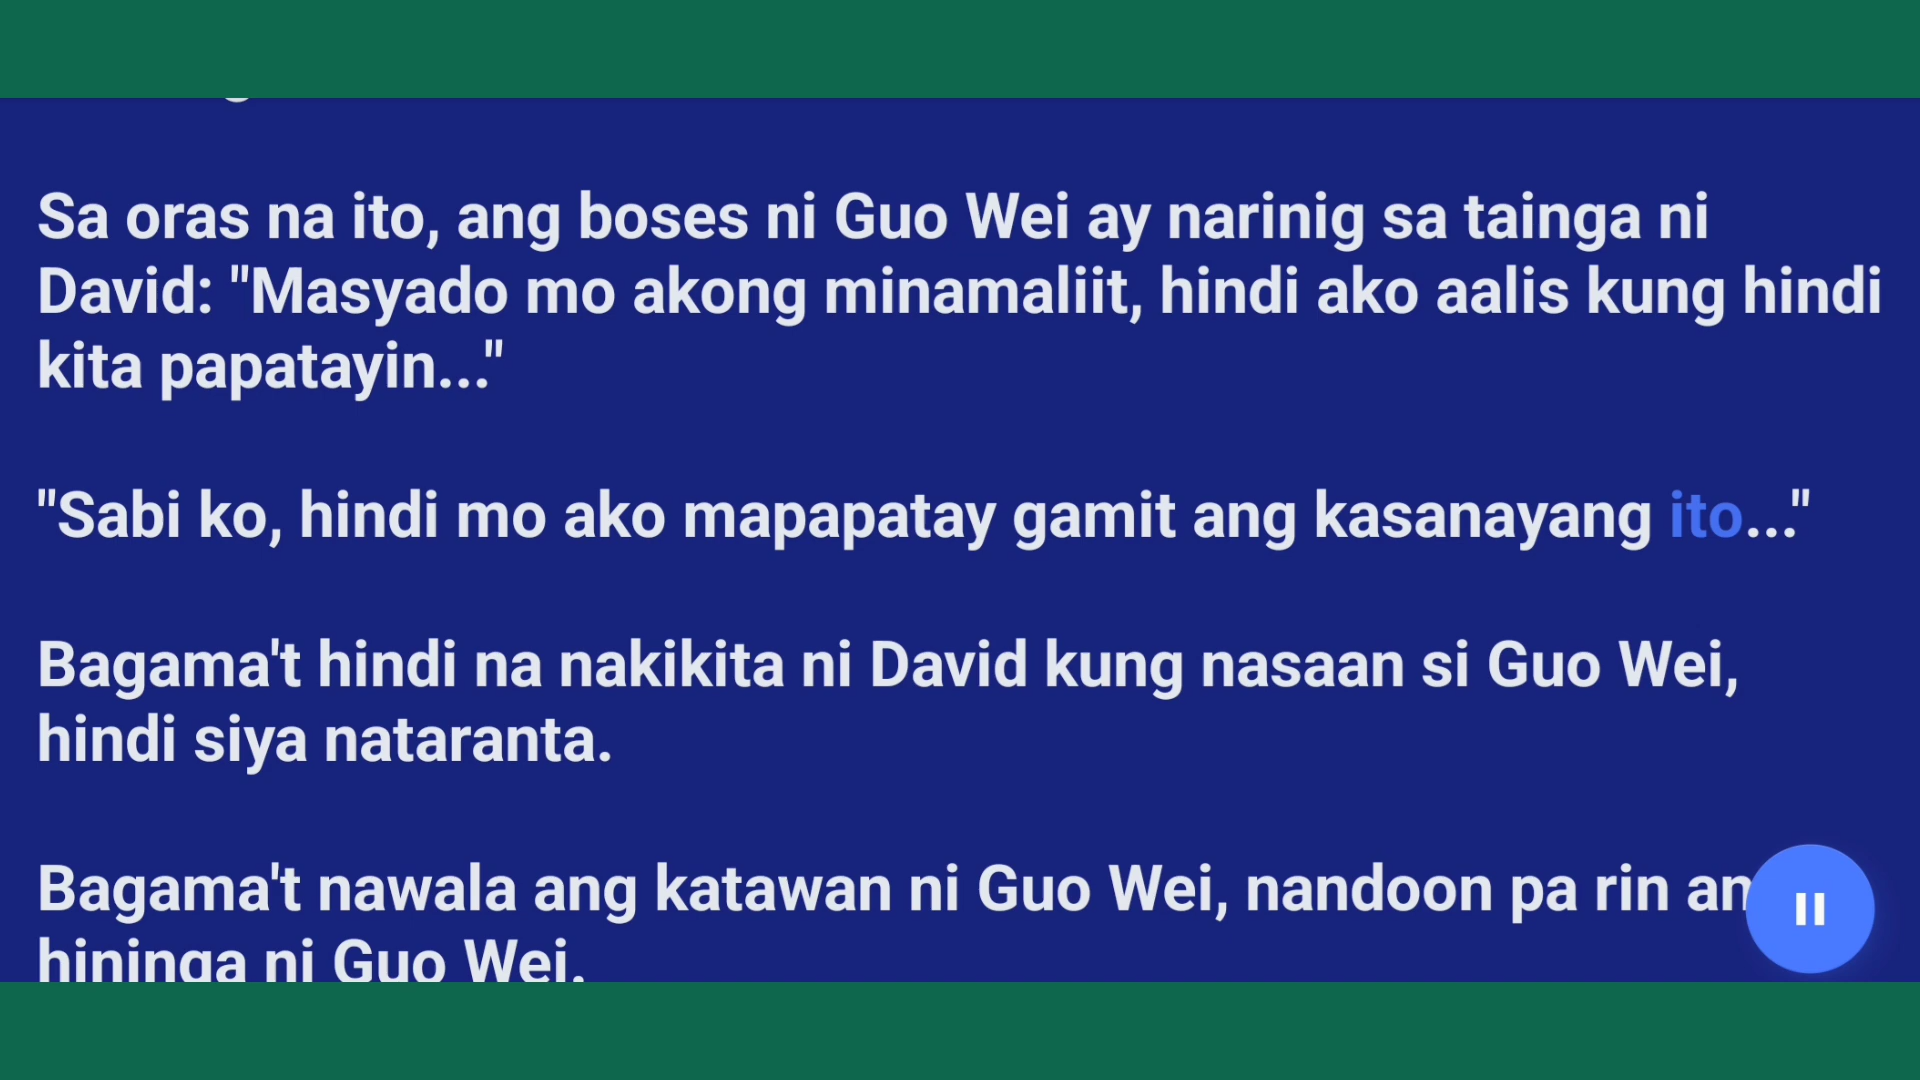 Sa oras na ito, ang boses ni Guo Wei ay narinig sa tainga ni
David: "Masyado mo akong minamaliit, hindi ako aalis kung hindi
kita papatayin..."
"Sabi ko, hindi mo ako mapapatay gamit ang kasanayang ito..."
Bagama't hindi na nakikita ni David kung nasaan si Guo Wei,
hindi siya nataranta.
Bagama't nawala ang katawan ni Guo Wei, nandoon pa rin an
hininga ni Guo Wei.